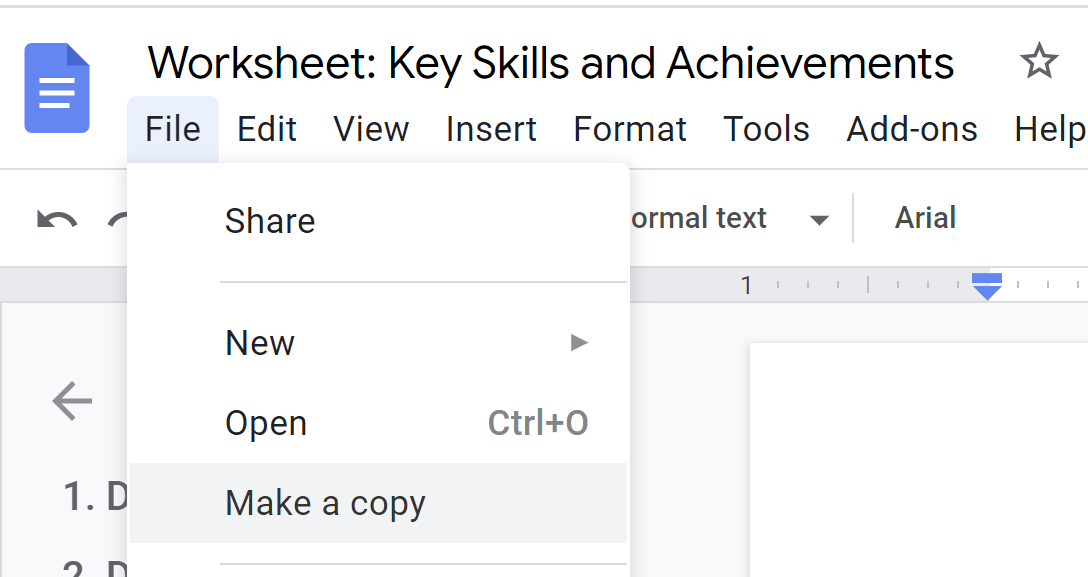 Worksheet: Key Skills and Achievements
File Edit View Insert Format Tools Add-ons Help
Share
ormal text Arial
1
New
Open Ctrl+O
1. D
Make a copy
2. D